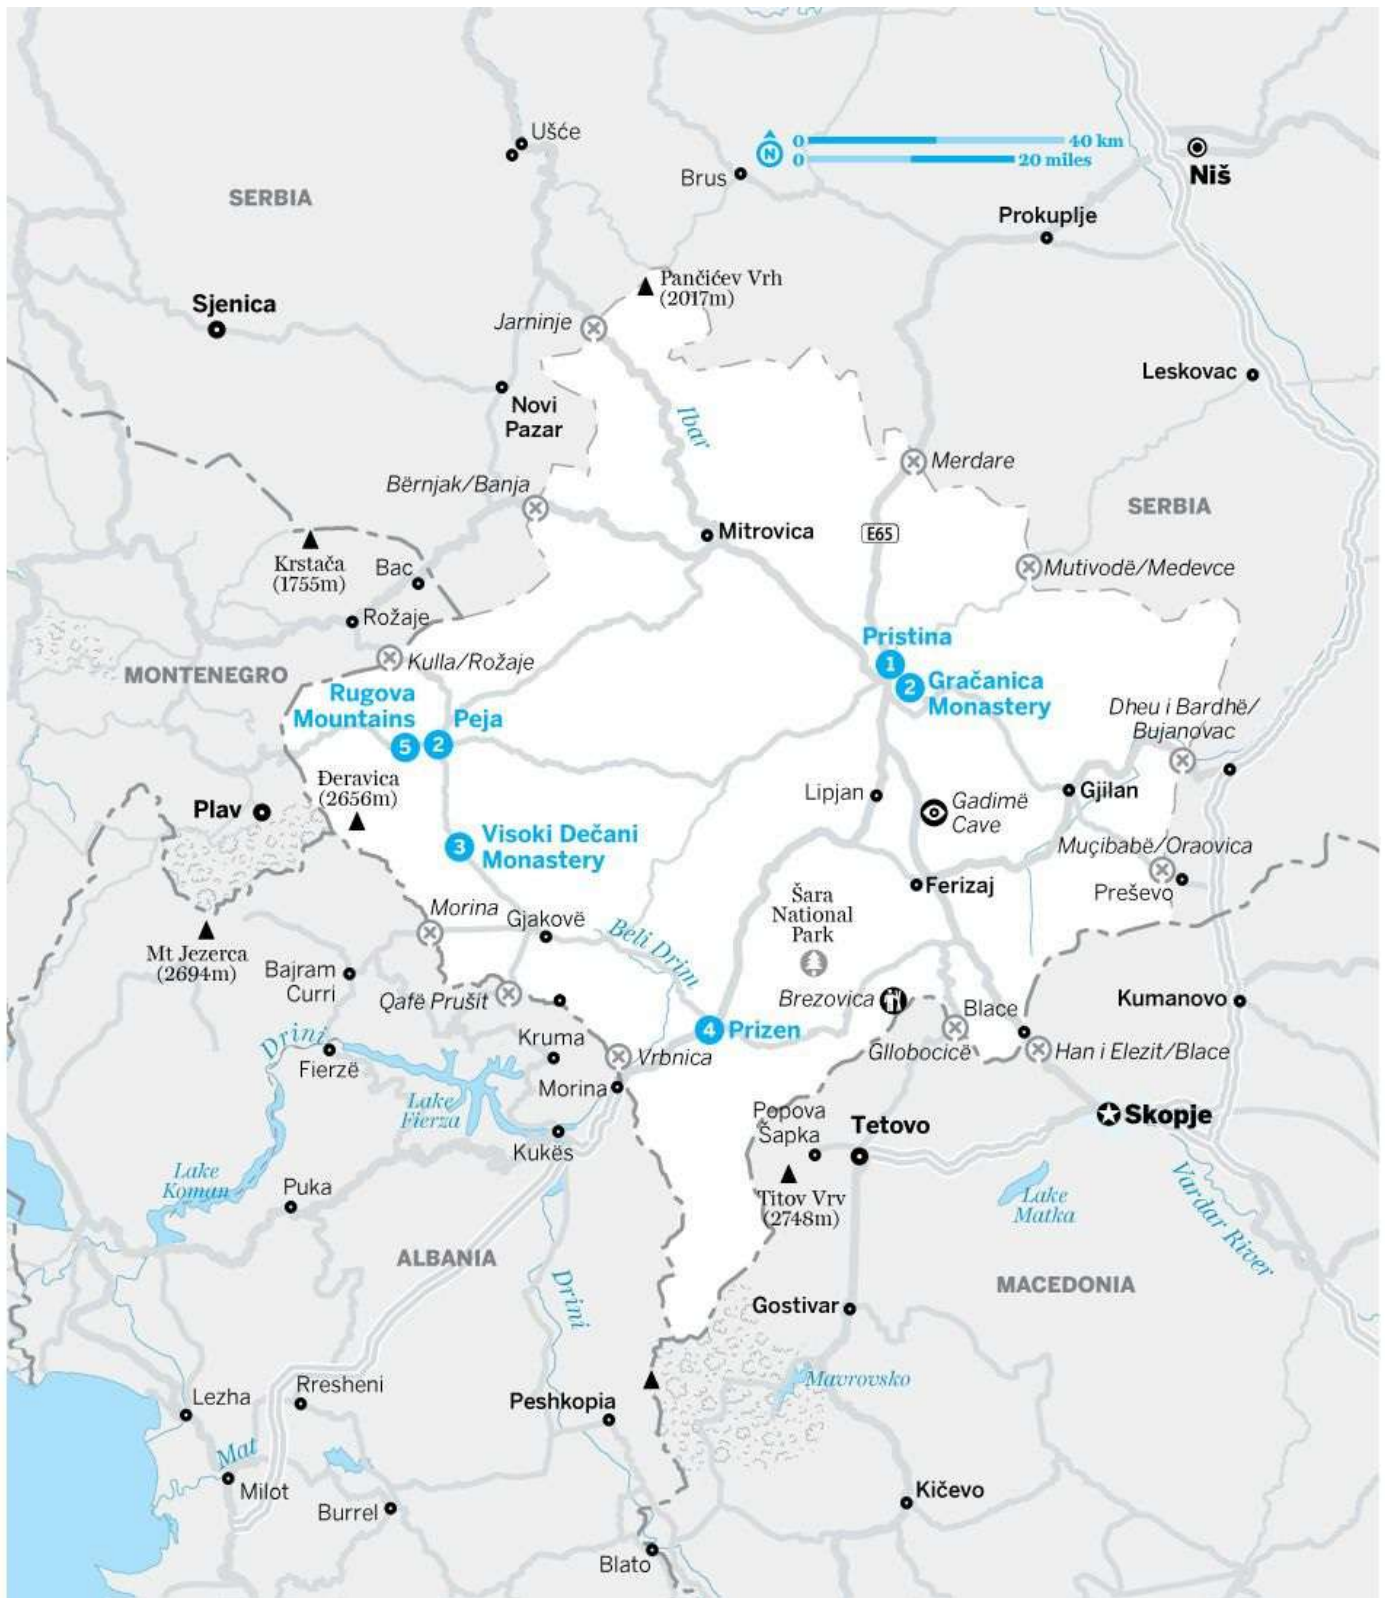 Ušće
0 40 km
N
0 20 miles
Niš
Brus
SERBIA
Prokuplje
Pančićev Vrh
(2017m)
Sjenica
Jarninje
Leskovac
Novi
Pazar
Ibar
Merdare
Bërnjak/Banja
SERBIA
Mitrovica
E65
Krstača
(1755m)
Bac
Mutivodë/Medevce
Rožaje
Pristina
1
Kulla/Rožaje
MONTENEGRO
2
Gračanica
Monastery
Rugova
Mountains
Peja
5
2
Dheu i Bardhë/
Bujanovac
Đeravica
(2656m)
Plav
Lipjan
Gadimë
Cave
Gjilan
3
Visoki Dečani
Monastery
Muçibabë/Oraovica
Preševo
Ferizaj
Šara
National
Park
Morina
Gjakovë
Beli Drim
Mt Jezerca
(2694m)
Bajram
Curri
Qafë Prušit
Brezovica
Blace
Kumanovo
4
Prizen
Drini
Fierzë
Kruma
Vrbnica
Gllobocicë
Han i Elezit/Blace
Morina
Lake
Fierza
Popova
Šapka
Tetovo
Skopje
Kukës
Lake
Koman
Puka
Titov Vrv
(2748m)
Lake
Matka
Vardar River
ALBANIA
MACEDONIA
Drini
Gostivar
Mavrovsko
Lezha
Rresheni
Peshkopia
Mat
Milot
Burrel
Kičevo
Blato